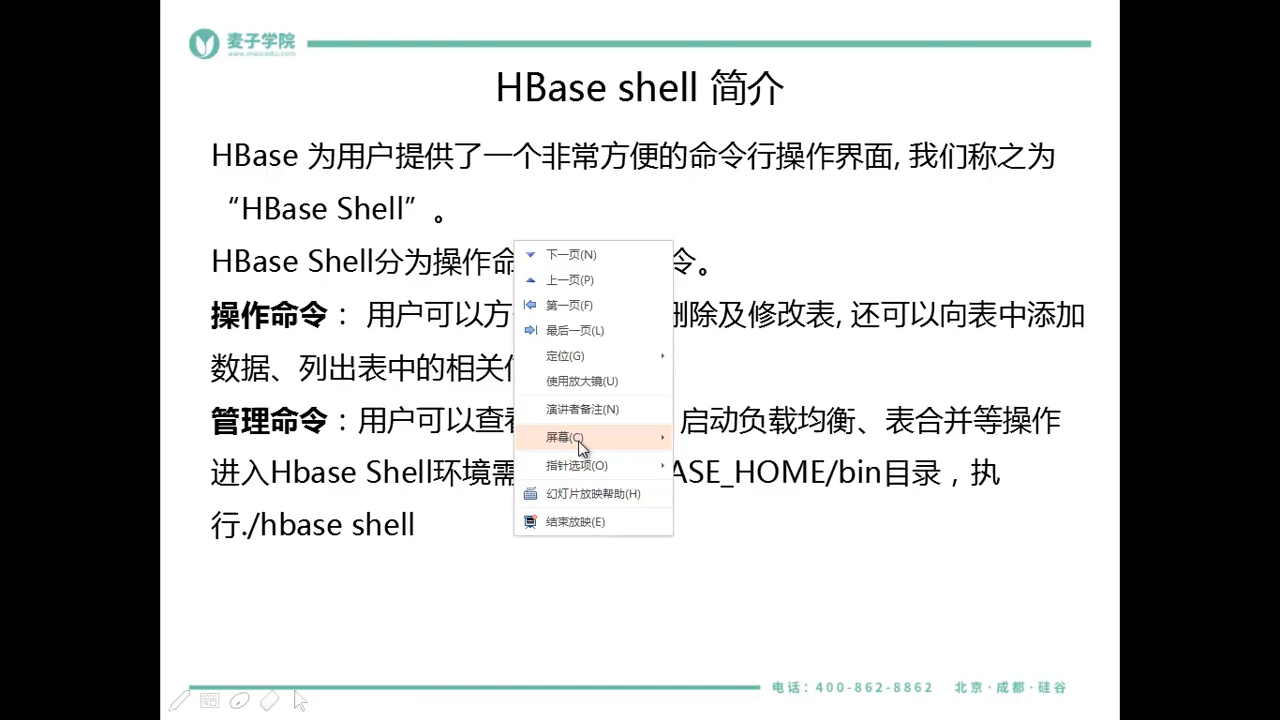 麦子学院
www.maiziedu.com
HBase shell 简介
HBase 为用户提供了一个非常方便的命令行操作界面, 我们称之为
“HBase Shell”。
HBase Shell分为操作命 令。
操作命令： 用户可以方 删除及修改表, 还可以向表中添加
数据、列出表中的相关
管理命令：用户可以查 启动负载均衡、表合并等操作
进入Hbase Shell环境需 ASE_HOME/bin目录，执
行./hbase shell
下一页(N)
上一页(P)
第一页(F)
最后一页(L)
定位(G)
使用放大镜(U)
演讲者备注(N)
屏幕(C)
指针选项(O)
幻灯片放映帮助(H)
结束放映(E)
电话：400-862-8862 北京·成都·硅谷